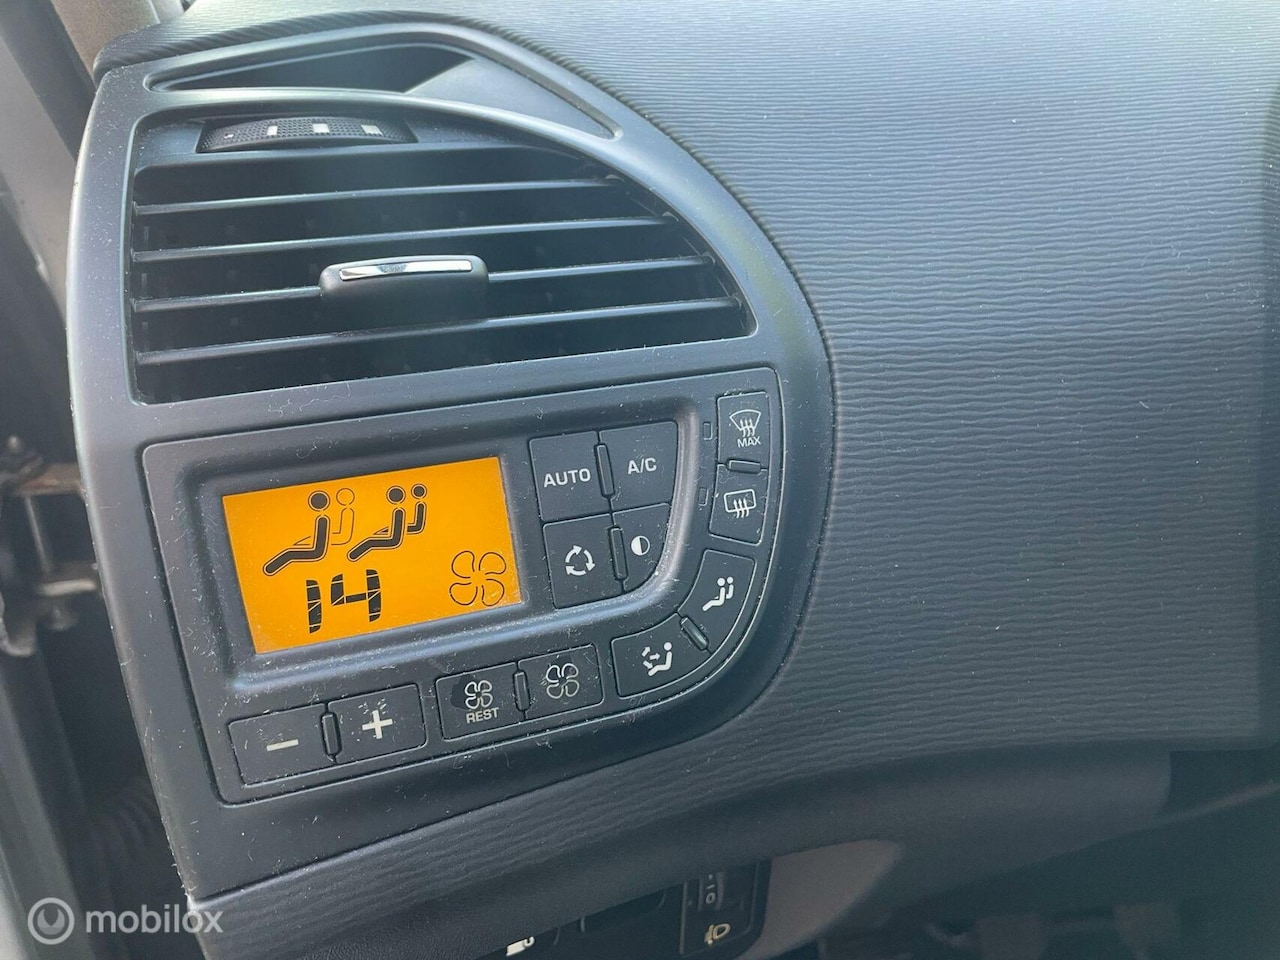 MAX
AUTO A/C
14
REST
- +
mobilox